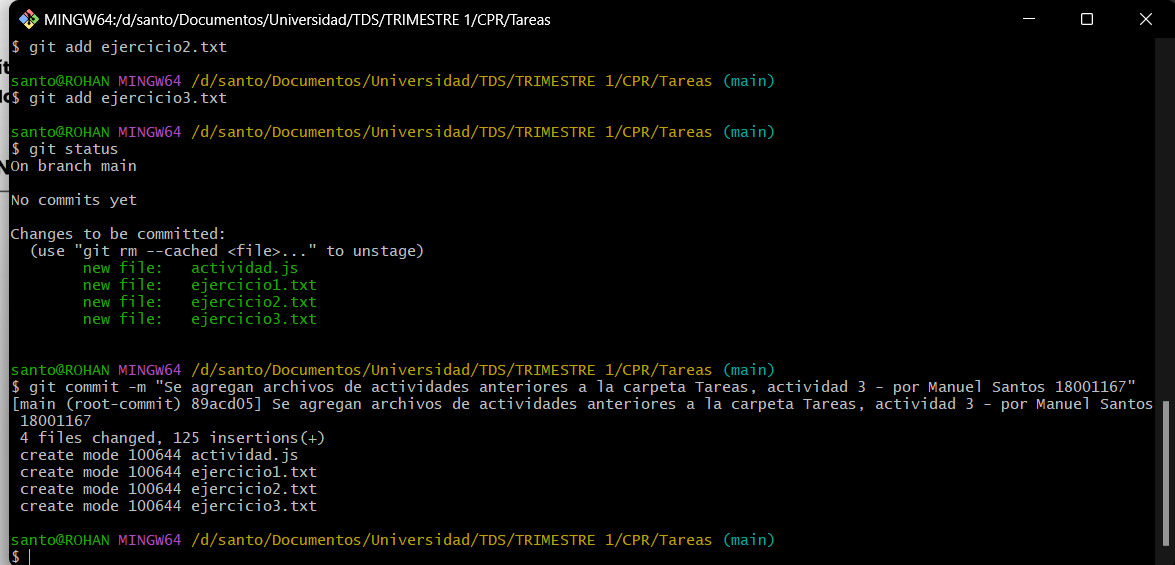 MINGW64:/d/santo/Documentos/Universidad/TDS/TRIMESTRE 1/CPR/Tareas
$ git add ejercicio2.txt
santo@ROHAN MINGW64 /d/santo/Documentos/Universidad/TDS/TRIMESTRE 1/CPR/Tareas (main)
$ git add ejercicio3.txt
santo@ROHAN MINGW64 /d/santo/Documentos/Universidad/TDS/TRIMESTRE 1/CPR/Tareas (main)
$ git status
On branch main
No commits yet
Changes to be committed:
  (use "git rm --cached <file>..." to unstage)
        new file:   actividad.js
        new file:   ejercicio1.txt
        new file:   ejercicio2.txt
        new file:   ejercicio3.txt
santo@ROHAN MINGW64 /d/santo/Documentos/Universidad/TDS/TRIMESTRE 1/CPR/Tareas (main)
$ git commit -m "Se agregan archivos de actividades anteriores a la carpeta Tareas, actividad 3 - por Manuel Santos 18001167"
[main (root-commit) 89acd05] Se agregan archivos de actividades anteriores a la carpeta Tareas, actividad 3 - por Manuel Santos
 18001167
 4 files changed, 125 insertions(+)
 create mode 100644 actividad.js
 create mode 100644 ejercicio1.txt
 create mode 100644 ejercicio2.txt
 create mode 100644 ejercicio3.txt
santo@ROHAN MINGW64 /d/santo/Documentos/Universidad/TDS/TRIMESTRE 1/CPR/Tareas (main)
$